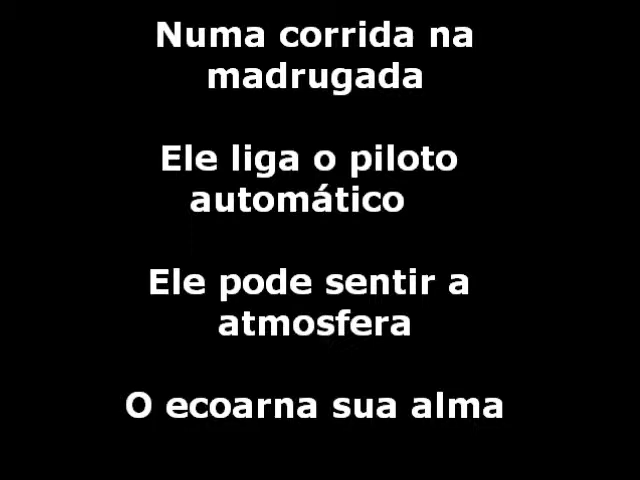 Numa corrida na
madrugada
Ele liga o piloto
automático
Ele pode sentir a
atmosfera
O ecoarna sua alma